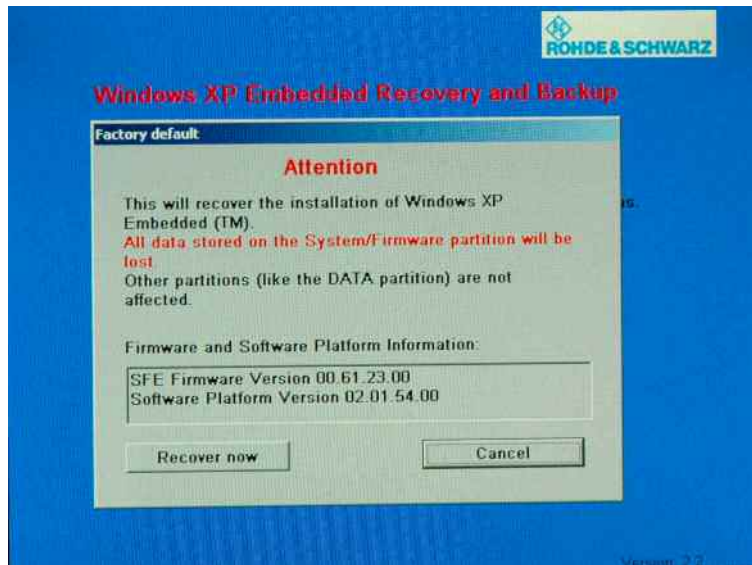 ROHDE & SCHWARZ
Windows XP Embedded Recovery and Backup
Factory default
Attention
This will recover the installation of Windows XP
Embedded (TM).
All data stored on the System/Firmware partition will be
lost.
Other partitions (like the DATA partition) are not
affected.
Firmware and Software Platform Information:
SFE Firmware Version 00.61.23.00
Software Platform Version 02.01.54.00
Recover now
Cancel